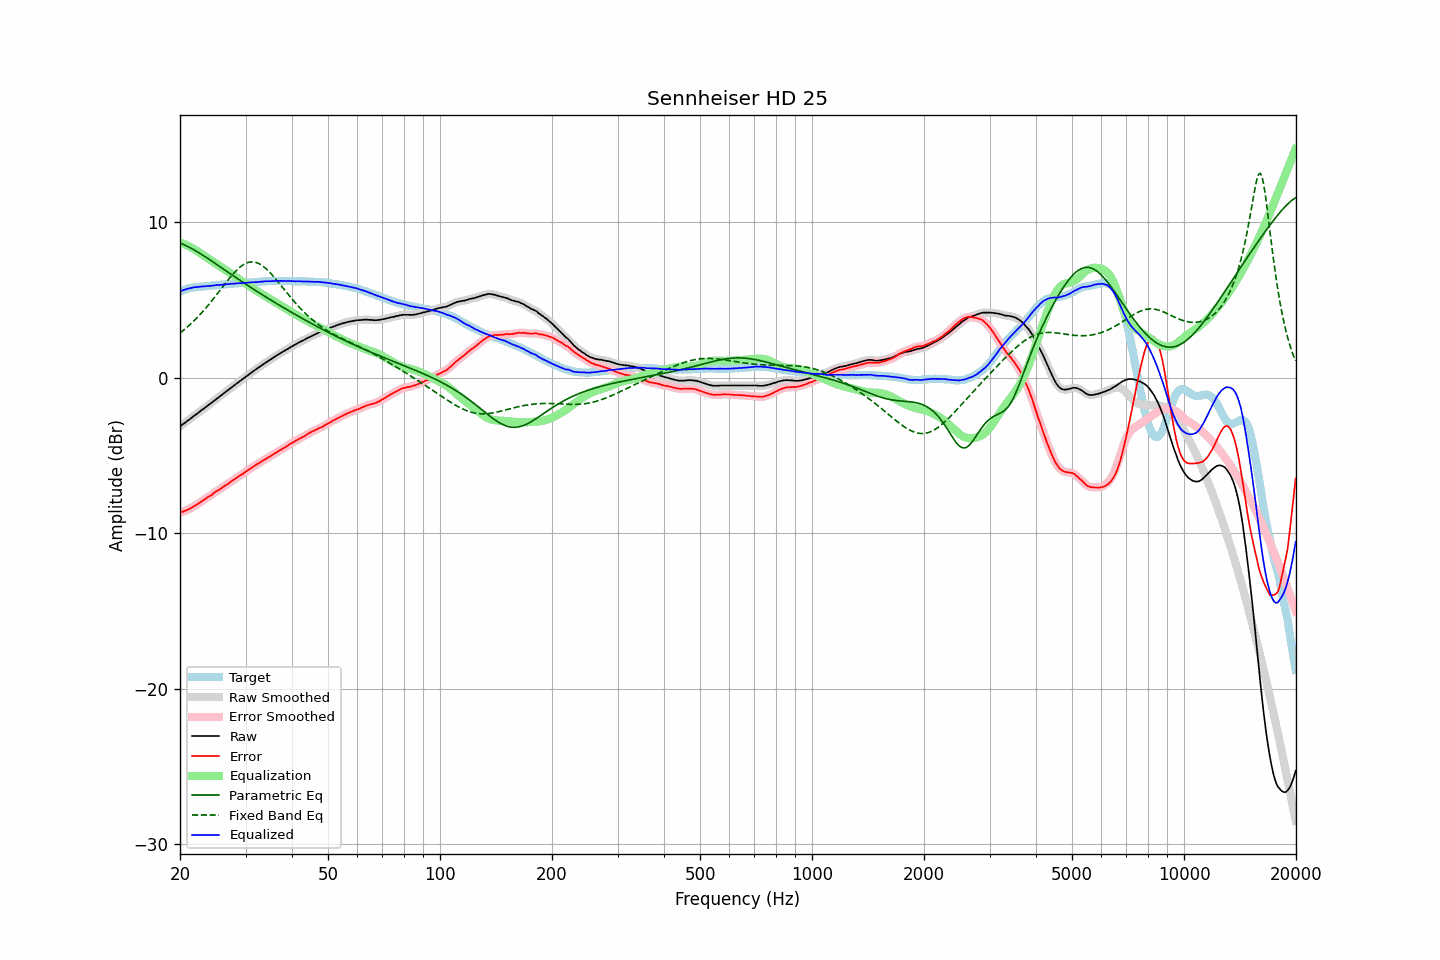 Sennheiser HD 25
Amplitude (dBr)
10
0
−10
−20
−30
Target
Raw Smoothed
Error Smoothed
Raw
Error
Equalization
Parametric Eq
Fixed Band Eq
Equalized
20 50 100 200 500 1000 2000 5000 10000 20000
Frequency (Hz)